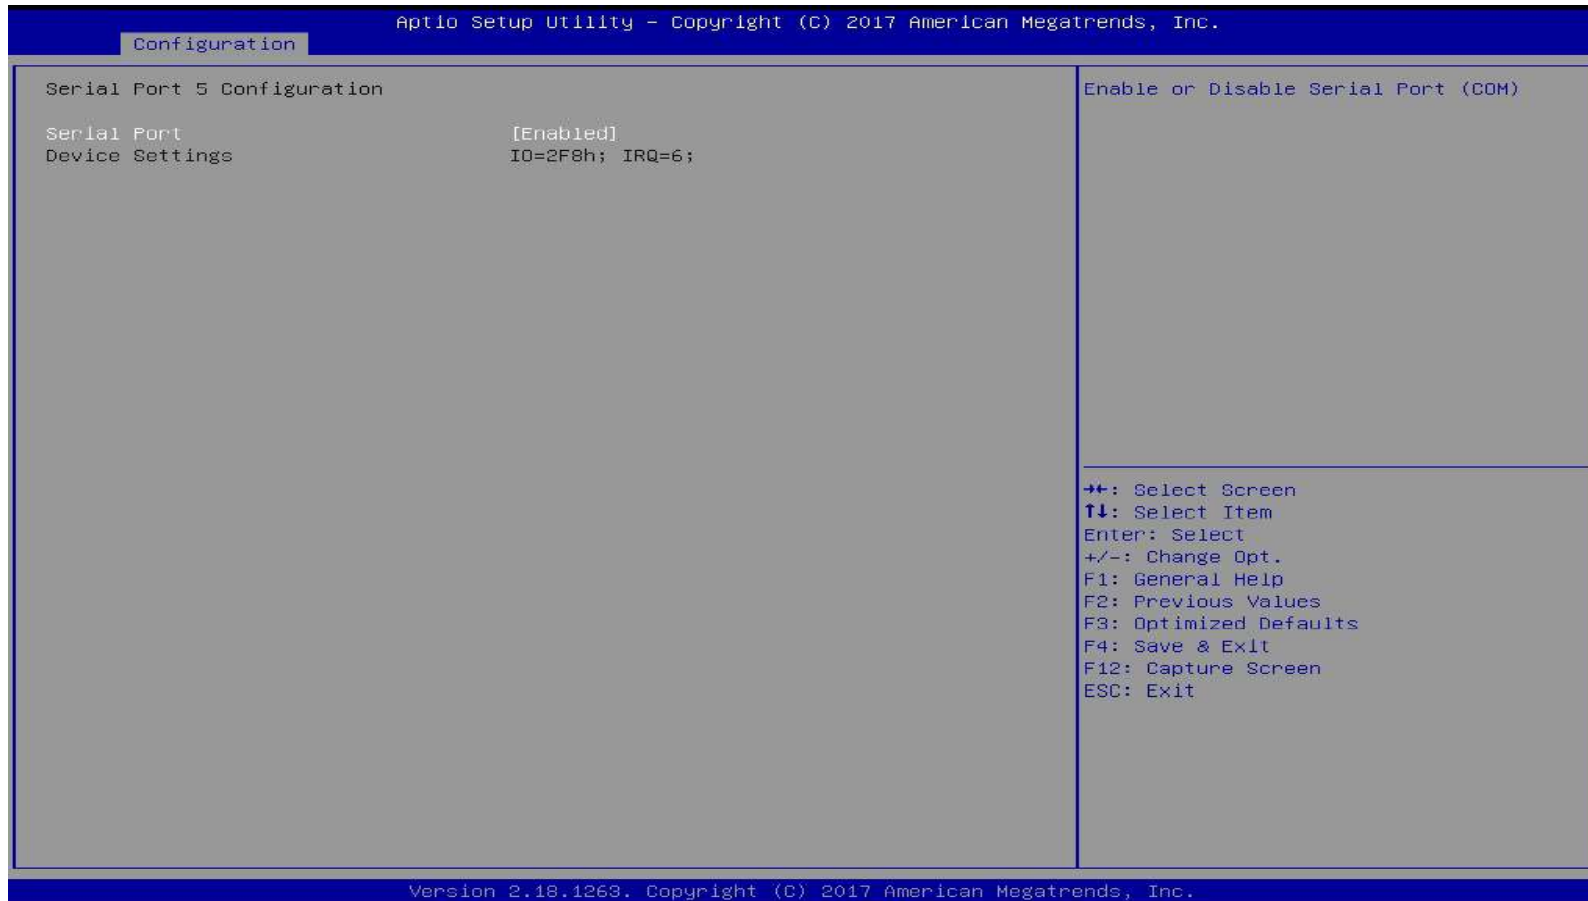 Aptio Setup Utility – Copyright (C) 2017 American Megatrends, Inc.
Configuration
Serial Port 5 Configuration
Serial Port [Enabled]
Device Settings IO=2F8h; IRQ=6;
Enable or Disable Serial Port (COM)
→←: Select Screen
↑↓: Select Item
Enter: Select
+/-: Change Opt.
F1: General Help
F2: Previous Values
F3: Optimized Defaults
F4: Save & Exit
F12: Capture Screen
ESC: Exit
Version 2.18.1263. Copyright (C) 2017 American Megatrends, Inc.